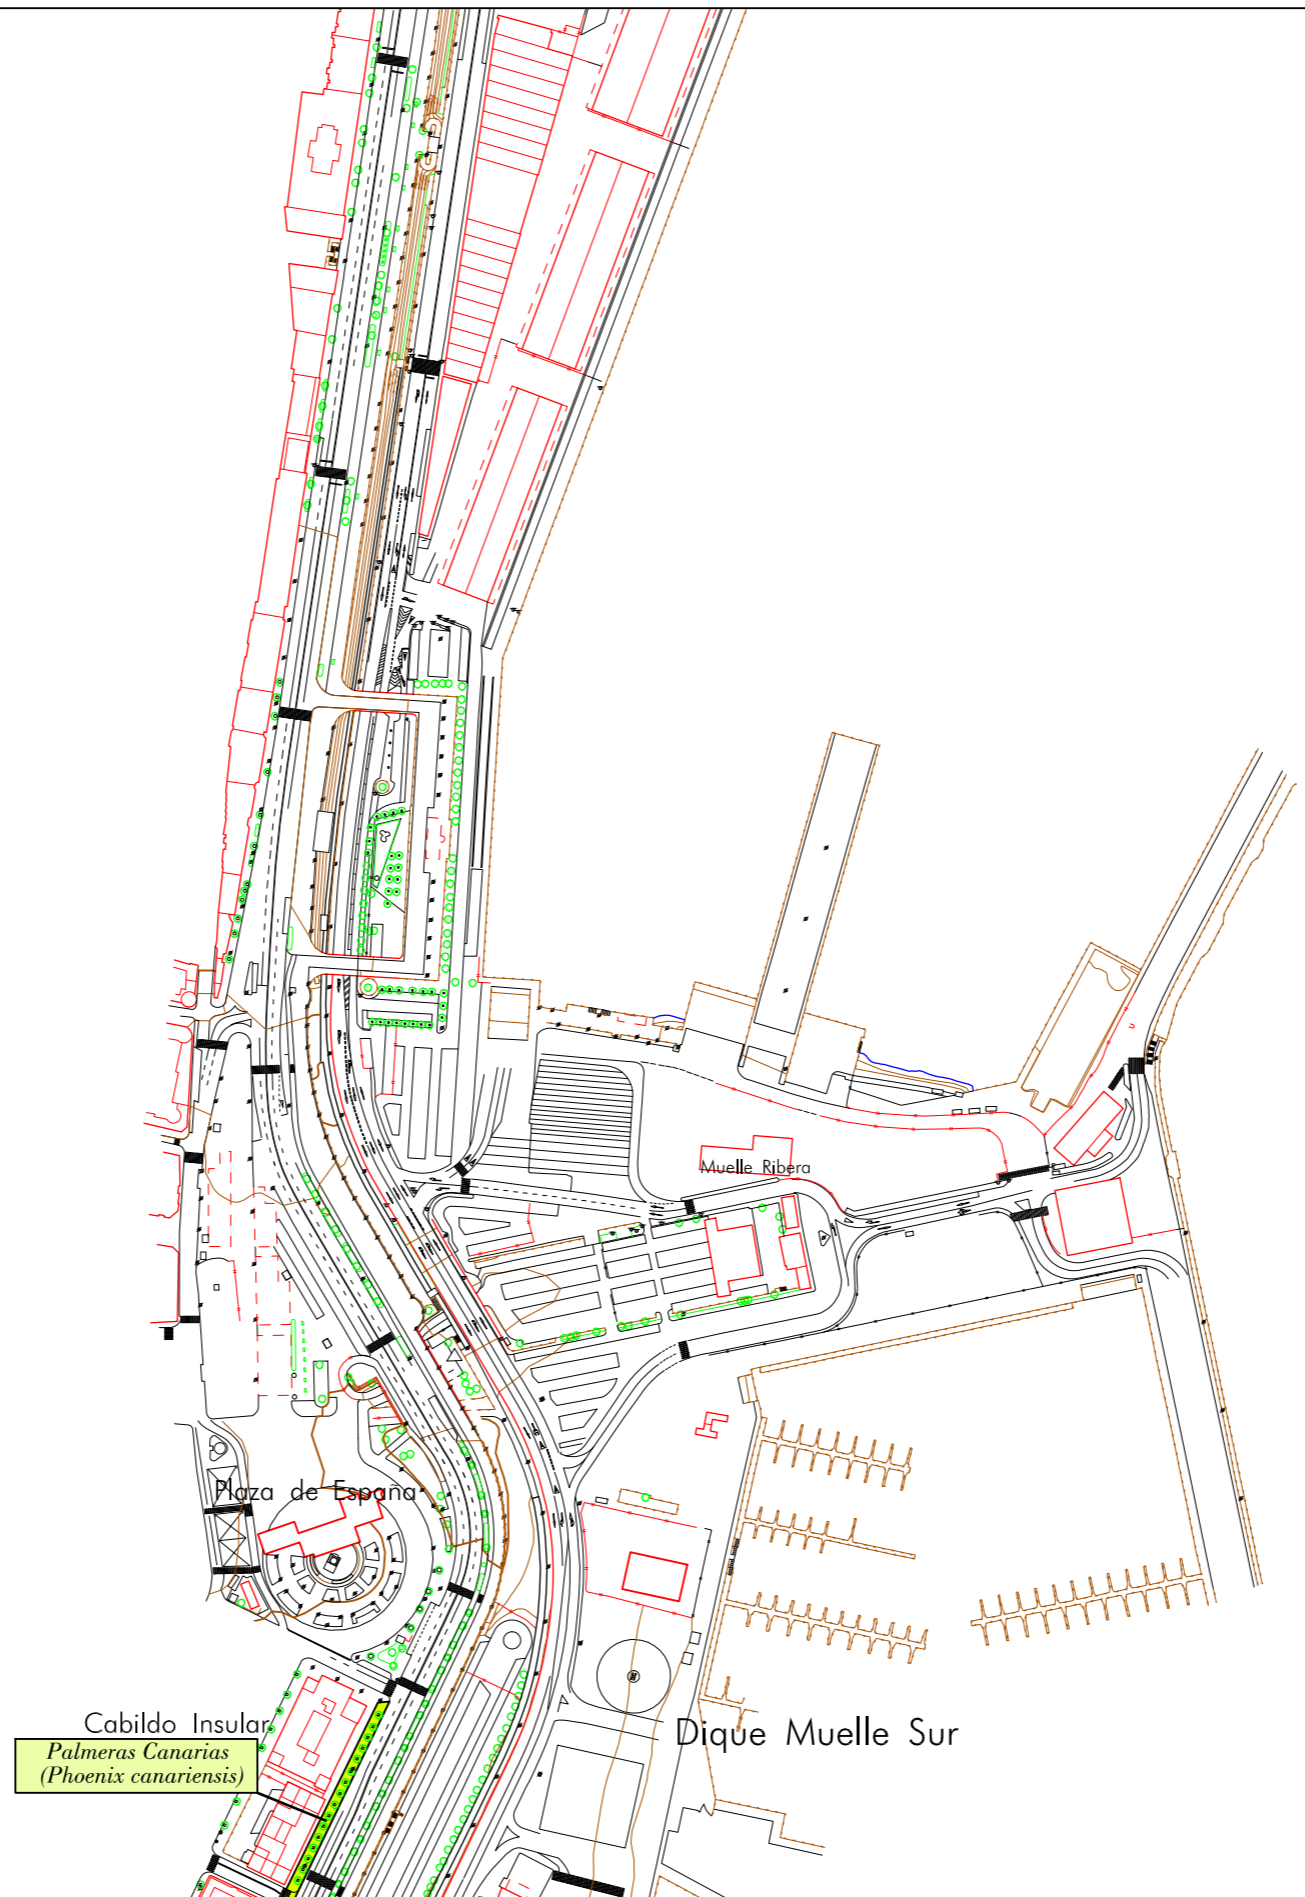 Muelle Ribera
Plaza de España
Cabildo Insular
Palmeras Canarias
(Phoenix canariensis)
Dique Muelle Sur